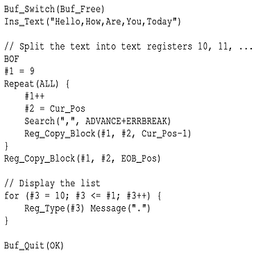 Buf_Switch(Buf_Free)
Ins_Text("Hello,How,Are,You,Today")
// Split the text into text registers 10, 11, ...
BOF
#1 = 9
Repeat(ALL) {
    #1++
    #2 = Cur_Pos
    Search(",", ADVANCE+ERRBREAK)
    Reg_Copy_Block(#1, #2, Cur_Pos-1)
}
Reg_Copy_Block(#1, #2, EOB_Pos)
// Display the list
for (#3 = 10; #3 <= #1; #3++) {
    Reg_Type(#3) Message(".")
}
Buf_Quit(OK)